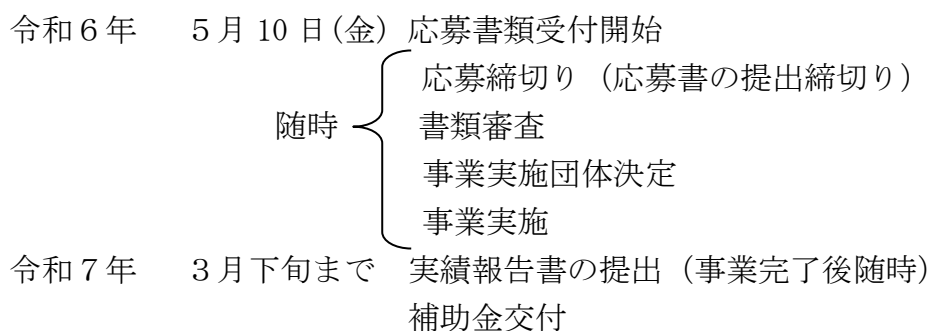 令和６年　５月 10 日(金) 応募書類受付開始
応募締切り（応募書の提出締切り）
随時　書類審査
事業実施団体決定
事業実施
令和７年　３月下旬まで　実績報告書の提出（事業完了後随時）
補助金交付